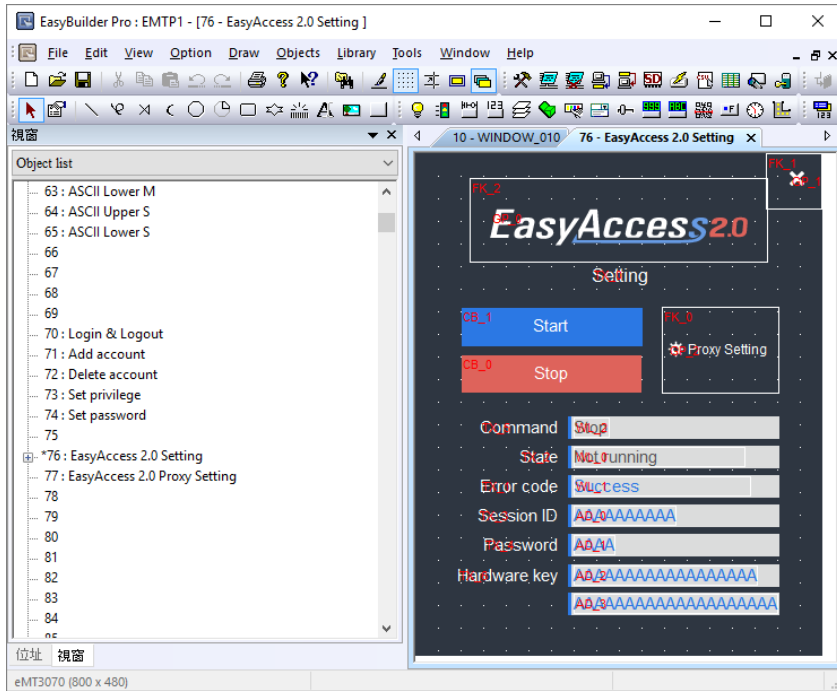 EasyBuilder Pro : EMTP1 - [76 - EasyAccess 2.0 Setting ]
File Edit View Option Draw Objects Library Tools Window Help
視窗
10 - WINDOW_010 76 - EasyAccess 2.0 Setting
Object list
63 : ASCII Lower M
64 : ASCII Upper S
65 : ASCII Lower S
66
67
68
69
70 : Login & Logout
71 : Add account
72 : Delete account
73 : Set privilege
74 : Set password
75
*76 : EasyAccess 2.0 Setting
77 : EasyAccess 2.0 Proxy Setting
78
79
80
81
82
83
84
位址 視窗
eMT3070 (800 x 480)
FK_1
FK_2
EasyAccess 2.0
Setting
CB_1
Start
FK_0
Proxy Setting
CB_0
Stop
Command Stop
State Not running
Error code Success
Session ID AAAAAAAAAA
Password AAAA
Hardware key